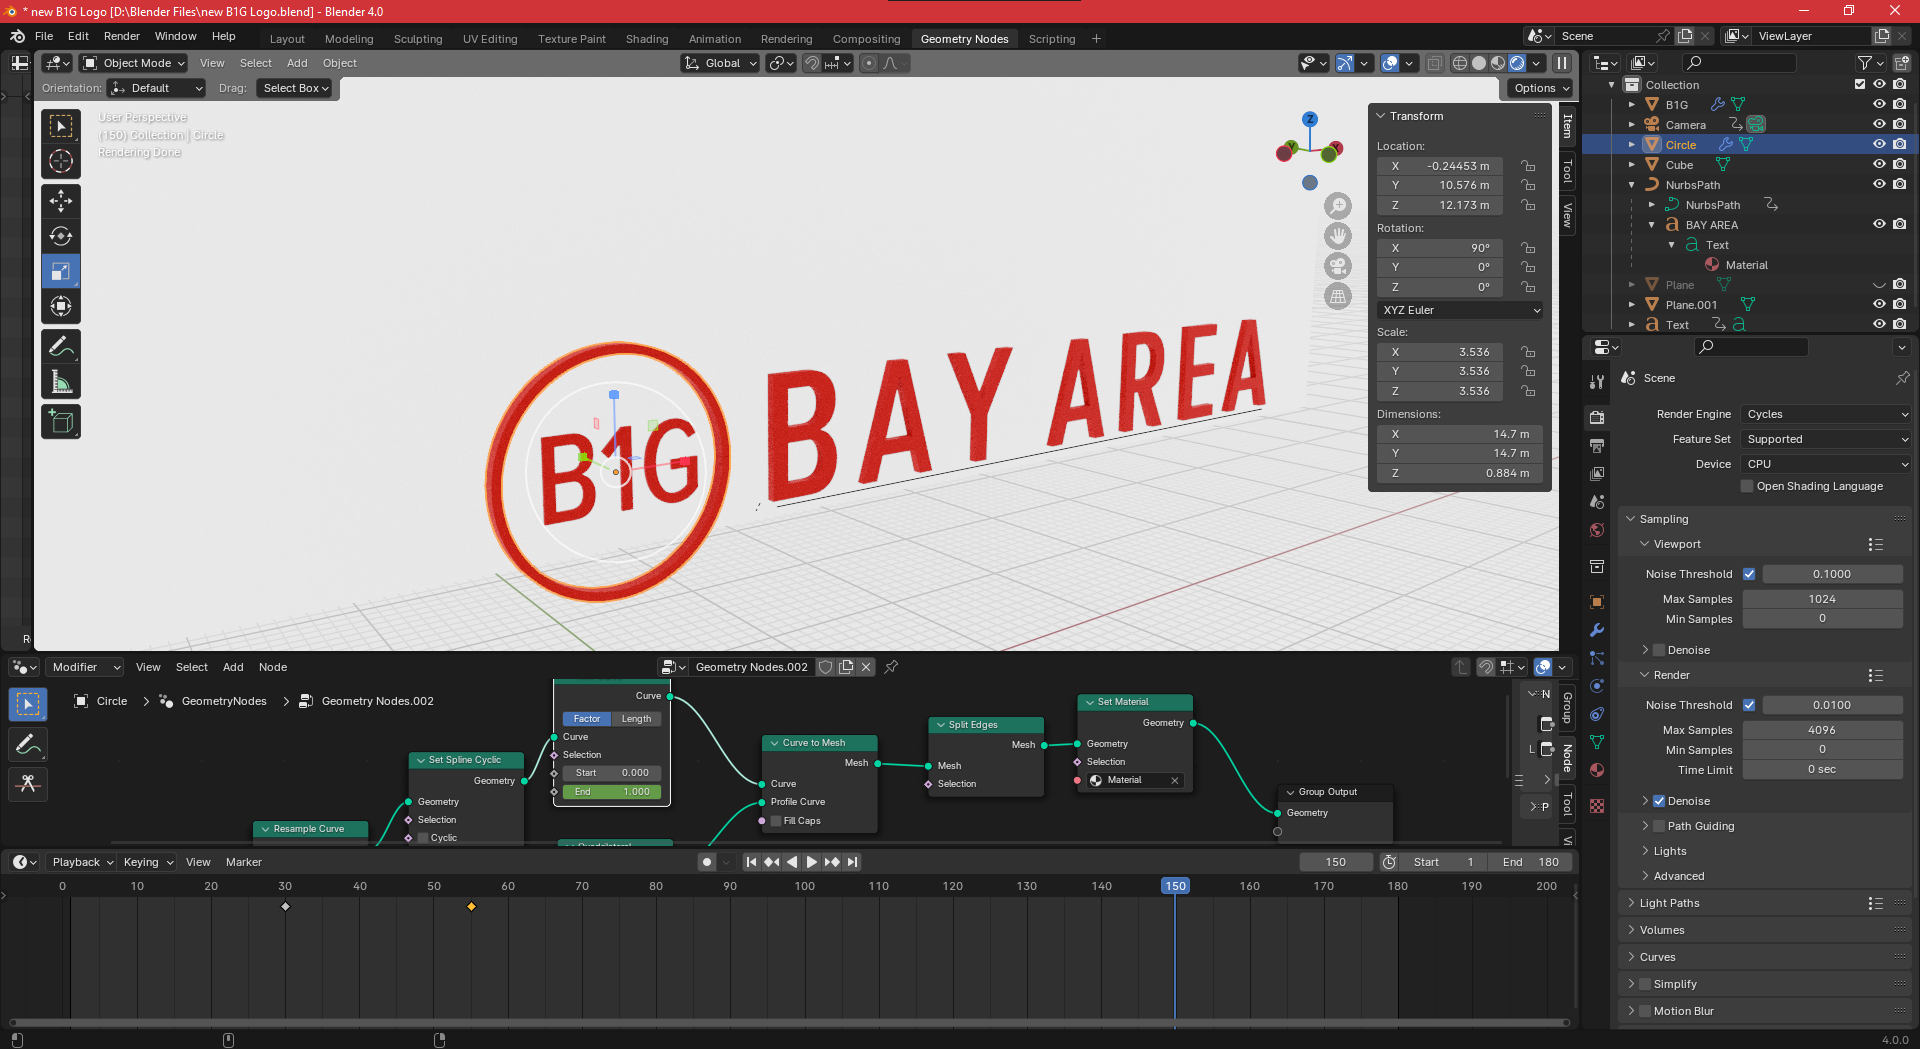 * new B1G Logo [D:\Blender Files\new B1G Logo.blend] - Blender 4.0
File Edit Render Window Help
Layout Modeling Sculpting UV Editing Texture Paint Shading Animation Rendering Compositing Geometry Nodes Scripting +
Scene
ViewLayer
Object Mode View Select Add Object
Global
Orientation: Default Drag: Select Box
Options
User Perspective
(150) Collection | Circle
Rendering Done
B1G BAY AREA
Z
Y
X
Transform
Location:
X -0.24453 m
Y 10.576 m
Z 12.173 m
Rotation:
X 90°
Y 0°
Z 0°
XYZ Euler
Scale:
X 3.536
Y 3.536
Z 3.536
Dimensions:
X 14.7 m
Y 14.7 m
Z 0.884 m
Item
Tool
View
Collection
B1G
Camera
Circle
Cube
NurbsPath
NurbsPath
BAY AREA
Text
Material
Plane
Plane.001
Text
Scene
Render Engine Cycles
Feature Set Supported
Device CPU
Open Shading Language
Sampling
Viewport
Noise Threshold 0.1000
Max Samples 1024
Min Samples 0
Denoise
Render
Noise Threshold 0.0100
Max Samples 4096
Min Samples 0
Time Limit 0 sec
Denoise
Path Guiding
Lights
Advanced
Light Paths
Volumes
Curves
Simplify
Motion Blur
R
Modifier View Select Add Node
Geometry Nodes.002
Circle > GeometryNodes > Geometry Nodes.002
Resample Curve
Set Spline Cyclic
Geometry
Geometry
Selection
Cyclic
Curve
Factor Length
Curve
Selection
Start 0.000
End 1.000
Curve to Mesh
Mesh
Curve
Profile Curve
Fill Caps
Split Edges
Mesh
Mesh
Selection
Set Material
Geometry
Geometry
Selection
Material
Group Output
Geometry
N
L
P
Group
Node
Tool
Playback Keying View Marker
150 Start 1 End 180
0 10 20 30 40 50 60 70 80 90 100 110 120 130 140 150 160 170 180 190 200
4.0.0